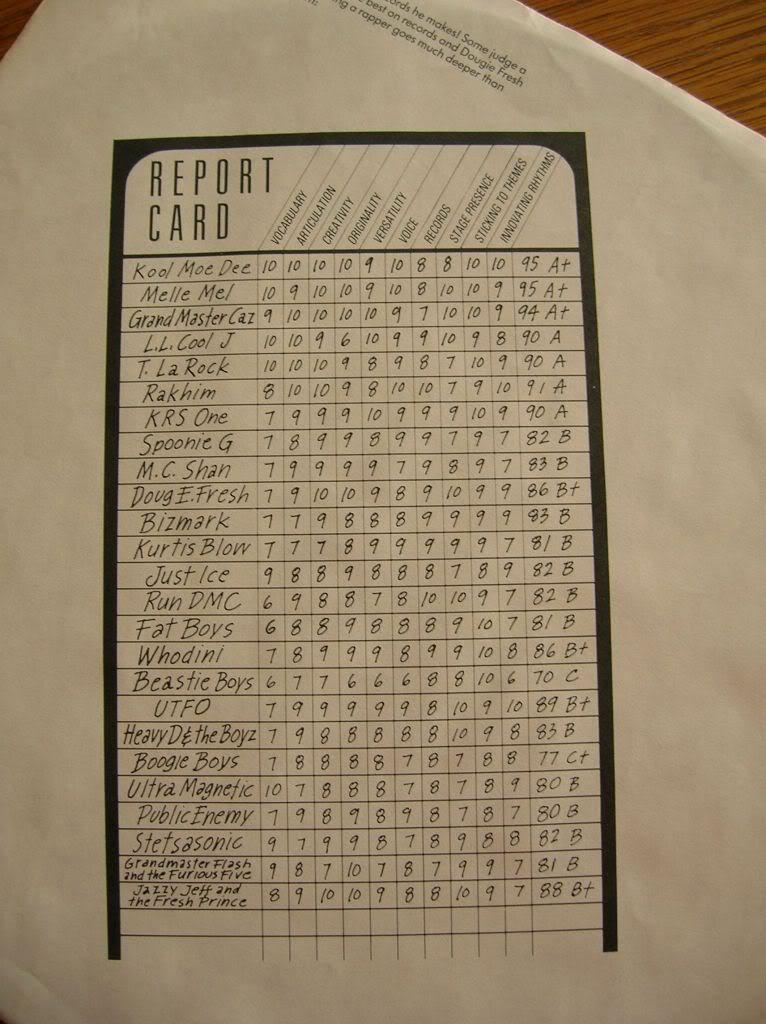 ords he makes! Some judge a
best on records and Dougie Fresh
ng a rapper goes much deeper than
REPORT
CARD
VOCABULARY ARTICULATION CREATIVITY ORIGINALITY VERSATILITY VOICE RECORDS STAGE PRESENCE STICKING TO THEMES INNOVATING RHYTHMS
Kool Moe Dee 10 10 10 10 9 10 8 8 10 10 95 A+
Melle Mel 10 9 10 10 9 10 8 10 10 9 95 A+
Grand Master Caz 9 10 10 10 10 9 7 10 10 9 94 A+
L.L. Cool J 10 10 9 6 10 9 9 10 9 8 90 A
T. La Rock 10 10 10 9 8 9 8 7 10 9 90 A
Rakhim 8 10 10 9 8 10 10 7 9 10 91 A
KRS One 7 9 9 9 10 9 9 9 10 9 90 A
Spoonie G 7 8 9 9 8 9 9 7 9 7 82 B
M.C. Shan 7 9 9 9 9 7 9 8 9 7 83 B
Doug E. Fresh 7 9 10 10 9 8 9 10 9 9 86 B+
Bizmark 7 7 9 8 8 8 9 9 9 9 83 B
Kurtis Blow 7 7 7 8 9 9 9 9 9 7 81 B
Just Ice 9 8 8 9 8 8 8 7 8 9 82 B
Run DMC 6 9 8 8 7 8 10 10 9 7 82 B
Fat Boys 6 8 8 9 8 8 8 9 10 7 81 B
Whodini 7 8 9 9 9 8 9 9 10 8 86 B+
Beastie Boys 6 7 7 6 6 6 8 8 10 6 70 C
UTFO 7 9 9 9 9 9 8 10 9 10 89 B+
Heavy D & the Boyz 7 9 8 8 8 8 8 10 9 8 83 B
Boogie Boys 7 8 8 8 8 7 8 7 8 8 77 C+
Ultra Magnetic 10 7 8 8 8 7 8 7 8 9 80 B
Public Enemy 7 9 8 9 8 9 8 7 8 7 80 B
Stetsasonic 9 7 9 9 8 7 8 9 8 8 82 B
Grandmaster Flash
and the Furious Five 9 8 7 10 7 8 7 9 9 7 81 B
Jazzy Jeff and
the Fresh Prince 8 9 10 10 9 8 8 10 9 7 88 B+